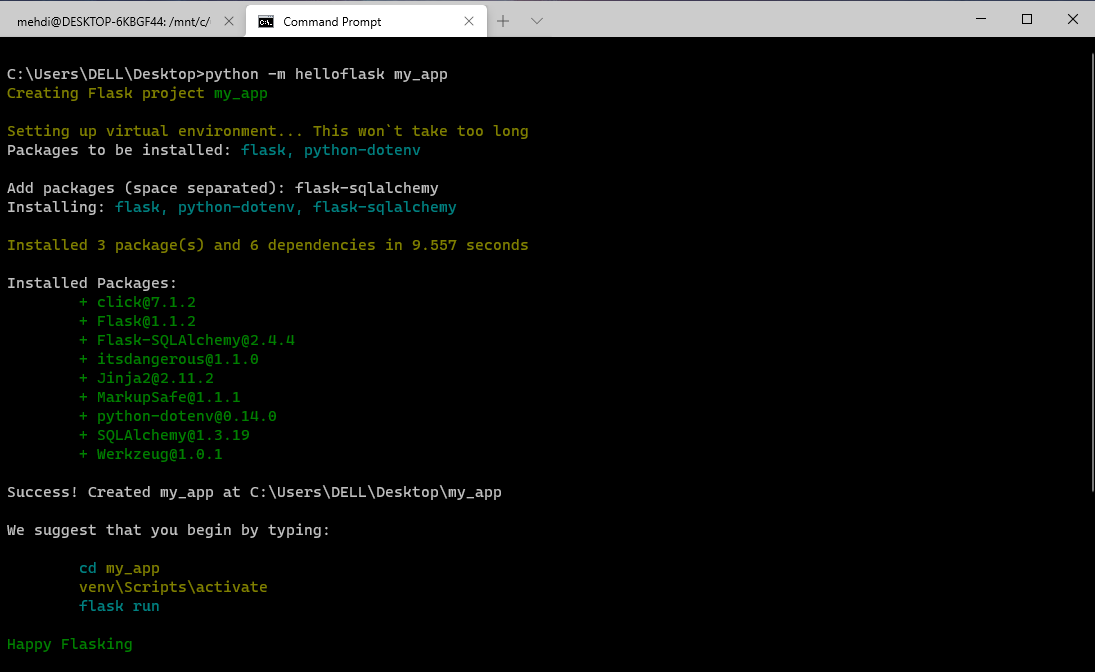 mehdi@DESKTOP-6KBGF44: /mnt/c/
Command Prompt
C:\Users\DELL\Desktop>python -m helloflask my_app
Creating Flask project my_app
Setting up virtual environment... This won`t take too long
Packages to be installed: flask, python-dotenv
Add packages (space separated): flask-sqlalchemy
Installing: flask, python-dotenv, flask-sqlalchemy
Installed 3 package(s) and 6 dependencies in 9.557 seconds
Installed Packages:
+ click@7.1.2
+ Flask@1.1.2
+ Flask-SQLAlchemy@2.4.4
+ itsdangerous@1.1.0
+ Jinja2@2.11.2
+ MarkupSafe@1.1.1
+ python-dotenv@0.14.0
+ SQLAlchemy@1.3.19
+ Werkzeug@1.0.1
Success! Created my_app at C:\Users\DELL\Desktop\my_app
We suggest that you begin by typing:
cd my_app
venv\Scripts\activate
flask run
Happy Flasking